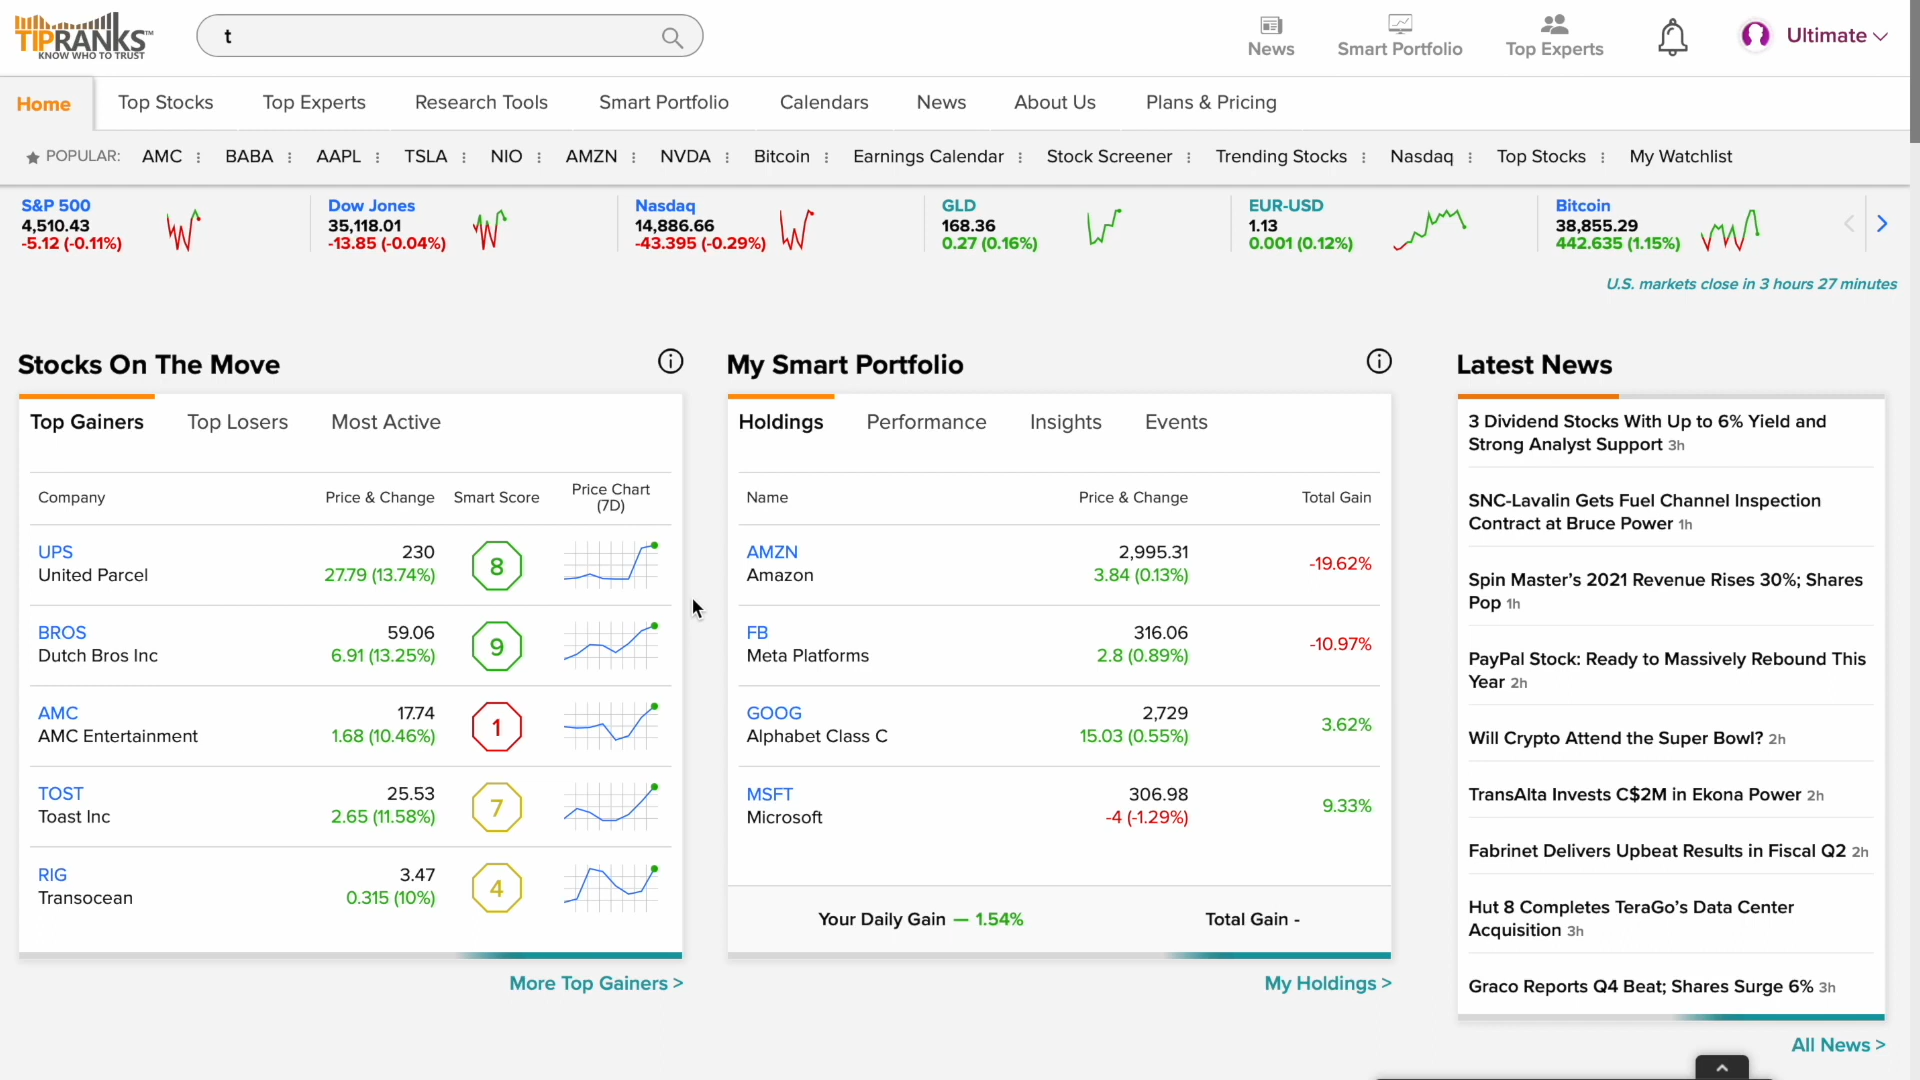 TIPRANKS™
KNOW WHO TO TRUST
t
News
Smart Portfolio
Top Experts
Ultimate
Home
Top Stocks
Top Experts
Research Tools
Smart Portfolio
Calendars
News
About Us
Plans & Pricing
POPULAR:
AMC
BABA
AAPL
TSLA
NIO
AMZN
NVDA
Bitcoin
Earnings Calendar
Stock Screener
Trending Stocks
Nasdaq
Top Stocks
My Watchlist
S&P 500
4,510.43
-5.12 (-0.11%)
Dow Jones
35,118.01
-13.85 (-0.04%)
Nasdaq
14,886.66
-43.395 (-0.29%)
GLD
168.36
0.27 (0.16%)
EUR-USD
1.13
0.001 (0.12%)
Bitcoin
38,855.29
442.635 (1.15%)
U.S. markets close in 3 hours 27 minutes
Stocks On The Move
Top Gainers
Top Losers
Most Active
Company
Price & Change
Smart Score
Price Chart
(7D)
UPS
United Parcel
230
27.79 (13.74%)
8
BROS
Dutch Bros Inc
59.06
6.91 (13.25%)
9
AMC
AMC Entertainment
17.74
1.68 (10.46%)
1
TOST
Toast Inc
25.53
2.65 (11.58%)
7
RIG
Transocean
3.47
0.315 (10%)
4
More Top Gainers >
My Smart Portfolio
Holdings
Performance
Insights
Events
Name
Price & Change
Total Gain
AMZN
Amazon
2,995.31
3.84 (0.13%)
-19.62%
FB
Meta Platforms
316.06
2.8 (0.89%)
-10.97%
GOOG
Alphabet Class C
2,729
15.03 (0.55%)
3.62%
MSFT
Microsoft
306.98
-4 (-1.29%)
9.33%
Your Daily Gain — 1.54%
Total Gain -
My Holdings >
Latest News
3 Dividend Stocks With Up to 6% Yield and
Strong Analyst Support 3h
SNC-Lavalin Gets Fuel Channel Inspection
Contract at Bruce Power 1h
Spin Master's 2021 Revenue Rises 30%; Shares
Pop 1h
PayPal Stock: Ready to Massively Rebound This
Year 2h
Will Crypto Attend the Super Bowl? 2h
TransAlta Invests C$2M in Ekona Power 2h
Fabrinet Delivers Upbeat Results in Fiscal Q2 2h
Hut 8 Completes TeraGo's Data Center
Acquisition 3h
Graco Reports Q4 Beat; Shares Surge 6% 3h
All News >